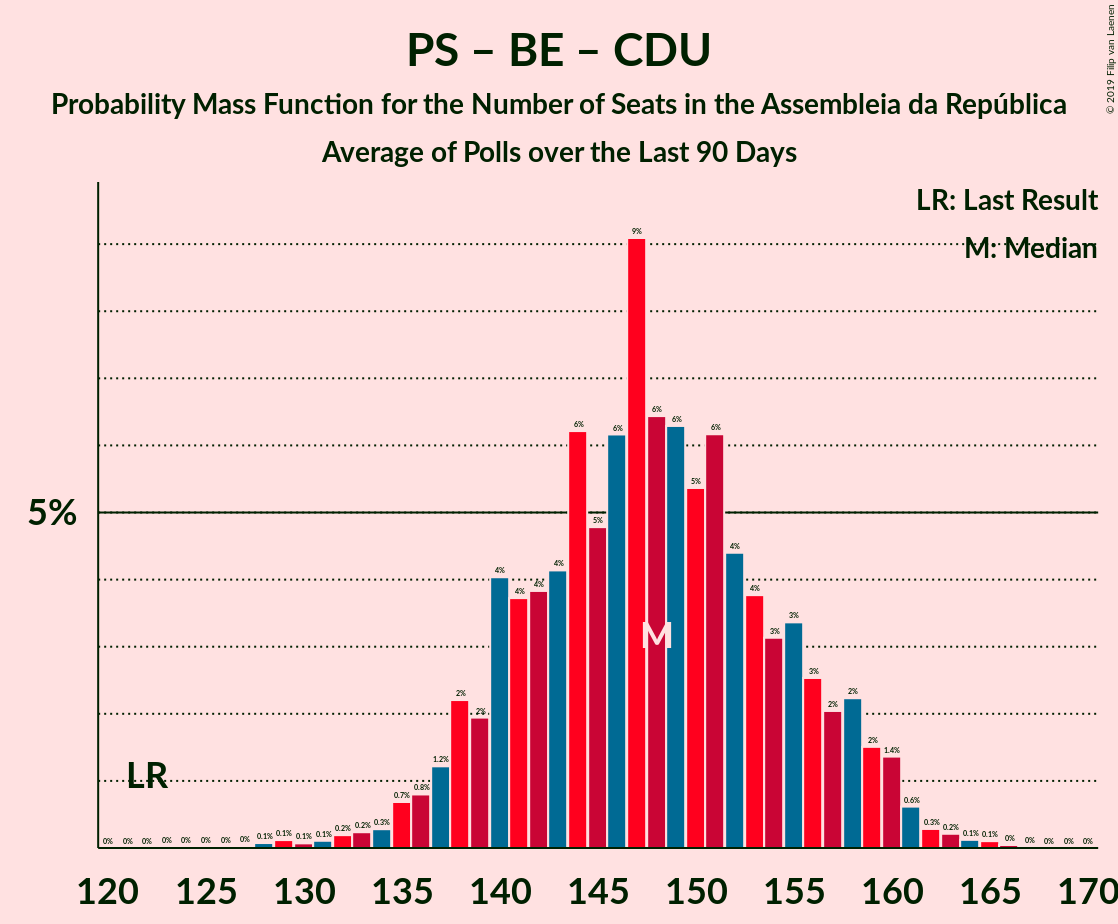 PS – BE – CDU
Probability Mass Function for the Number of Seats in the Assembleia da República
Average of Polls over the Last 90 Days
© 2019 Filip van Laenen
LR: Last Result
M: Median
5%
LR
M
0% 0% 0% 0% 0% 0% 0% 0% 0.1% 0.1% 0.1% 0.1% 0.2% 0.2% 0.3% 0.7% 0.8% 1.2% 2% 2% 4% 4% 4% 4% 6% 5% 6% 9% 6% 6% 5% 6% 4% 4% 3% 3% 3% 2% 2% 2% 1.4% 0.6% 0.3% 0.2% 0.1% 0.1% 0% 0% 0% 0% 0%
120 125 130 135 140 145 150 155 160 165 170